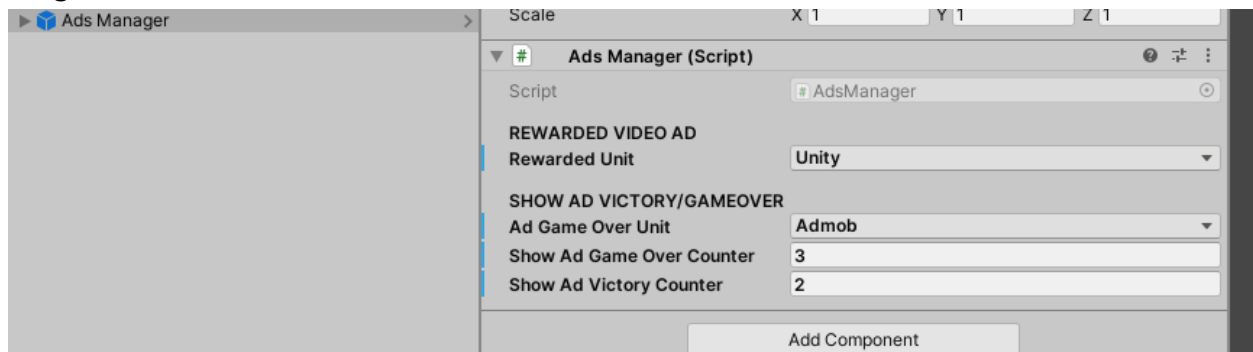 Ads Manager
Scale X 1 Y 1 Z 1
# Ads Manager (Script)
Script # AdsManager
REWARDED VIDEO AD
Rewarded Unit Unity
SHOW AD VICTORY/GAMEOVER
Ad Game Over Unit Admob
Show Ad Game Over Counter 3
Show Ad Victory Counter 2
Add Component